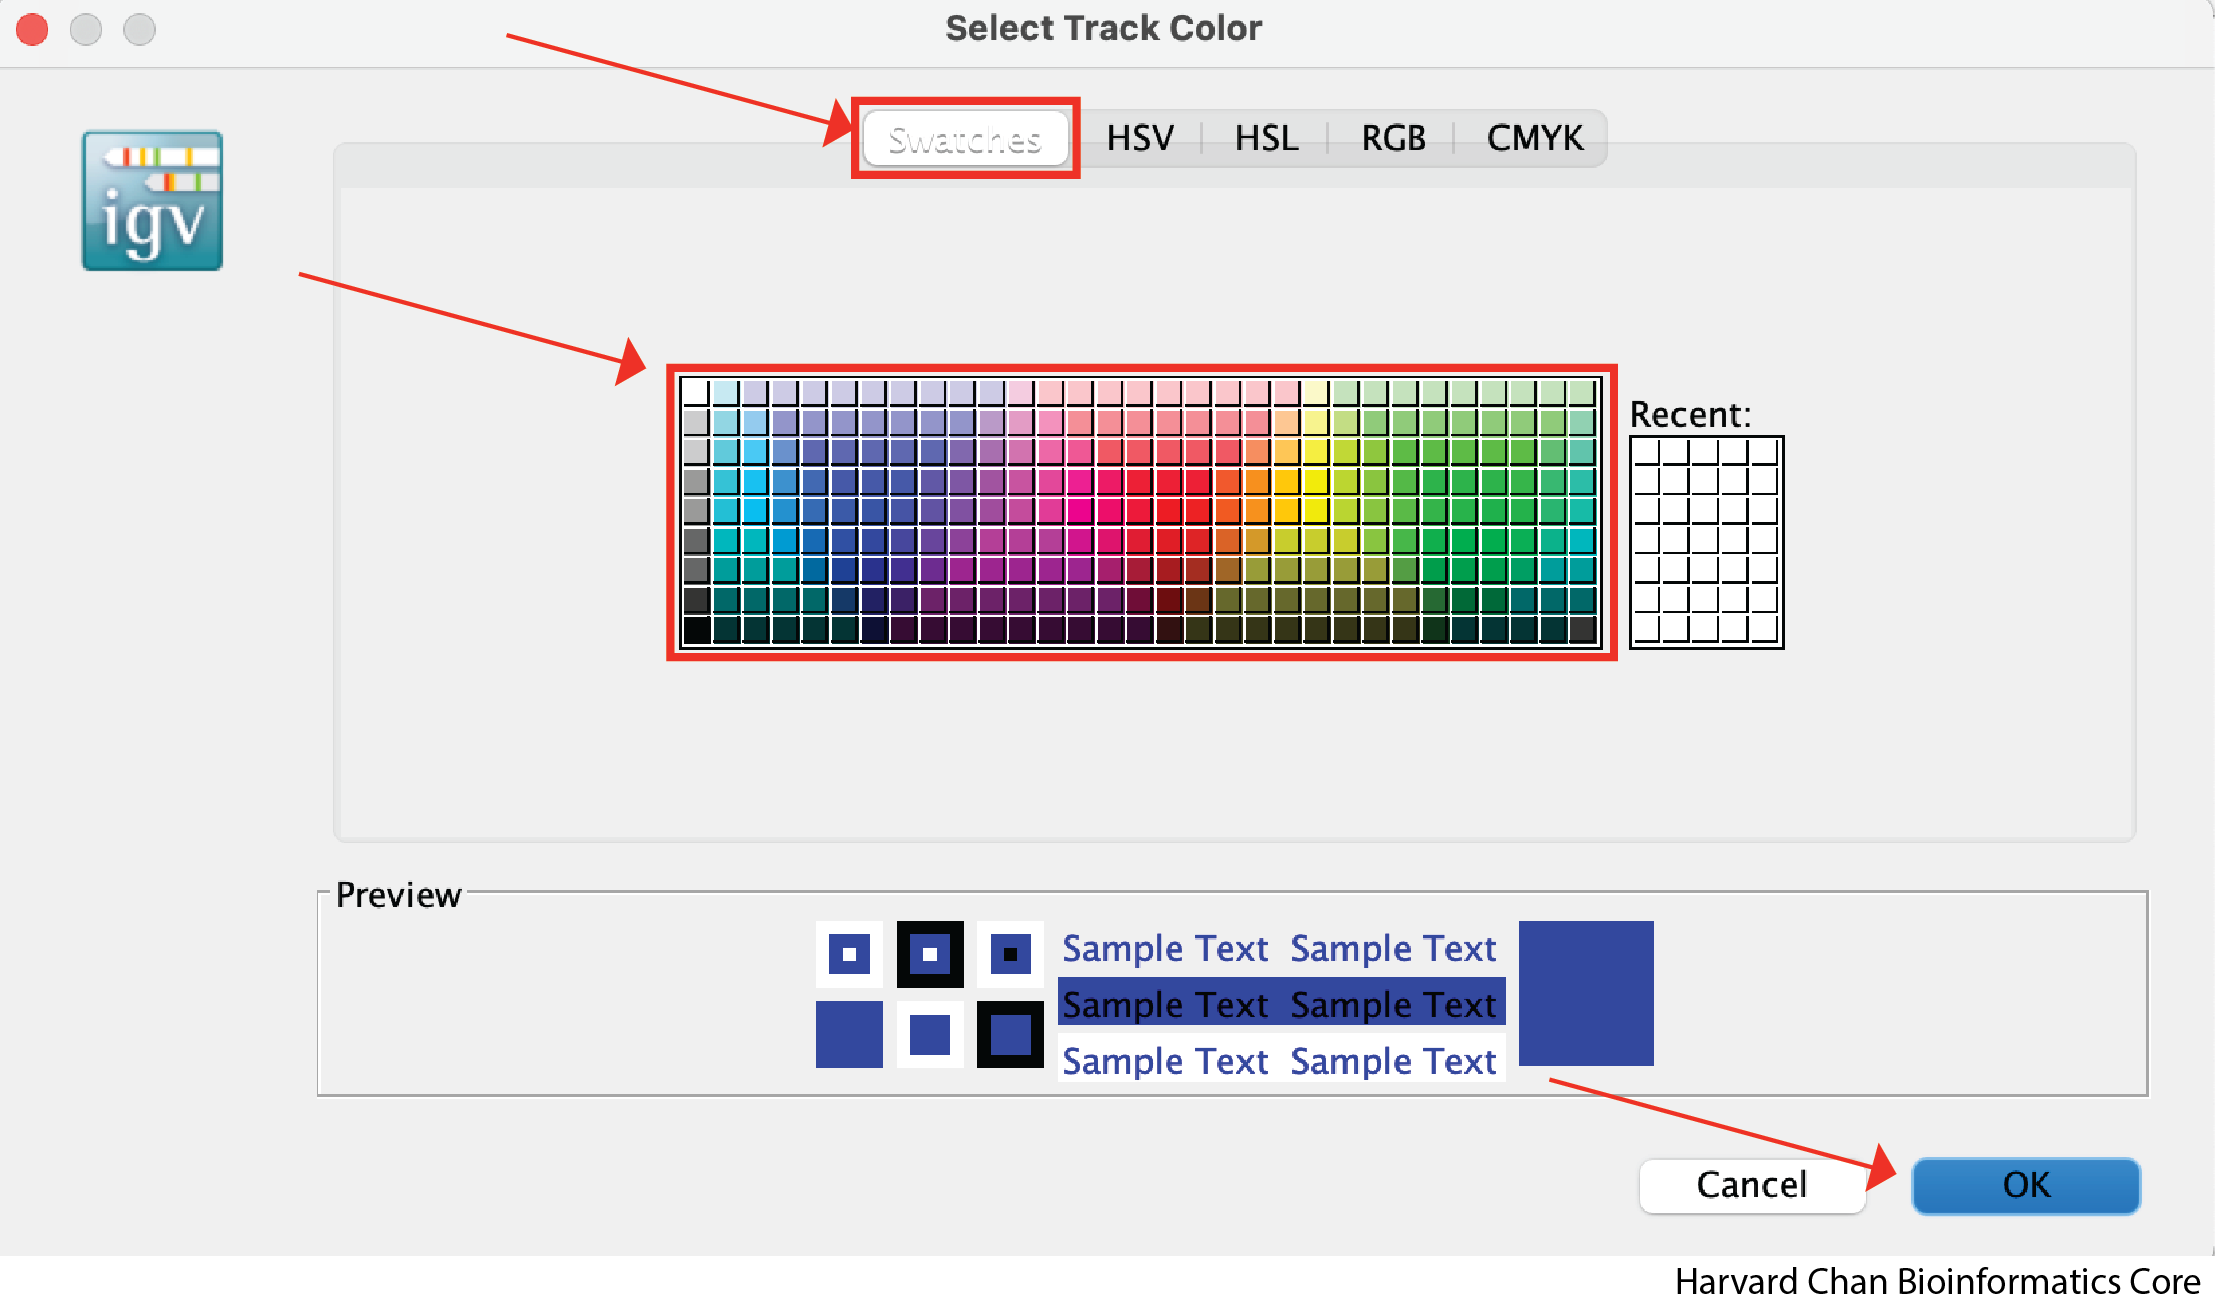 Select Track Color
Swatches HSV HSL RGB CMYK
igv
Recent:
Preview
Sample Text Sample Text
Sample Text Sample Text
Sample Text Sample Text
Cancel OK
Harvard Chan Bioinformatics Core